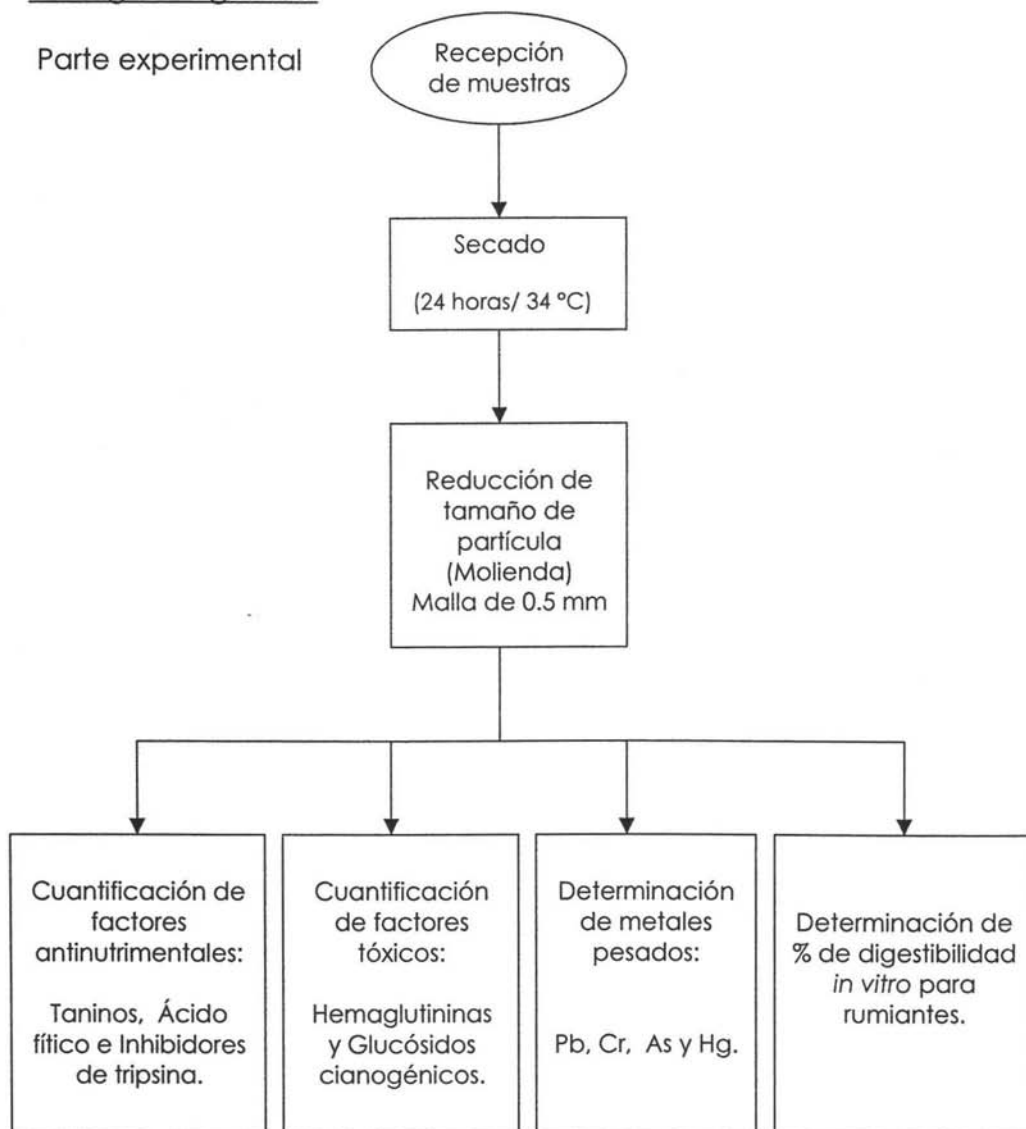 Parte experimental
Recepción
de muestras
Secado
(24 horas/ 34 °C)
Reducción de
tamaño de
partícula
(Molienda)
Malla de 0.5 mm
Cuantificación de
factores
antinutrimentales:
Taninos, Ácido
fítico e Inhibidores
de tripsina.
Cuantificación
de factores
tóxicos:
Hemaglutininas
y Glucósidos
cianogénicos.
Determinación
de metales
pesados:
Pb, Cr, As y Hg.
Determinación de
% de digestibilidad
in vitro para
rumiantes.